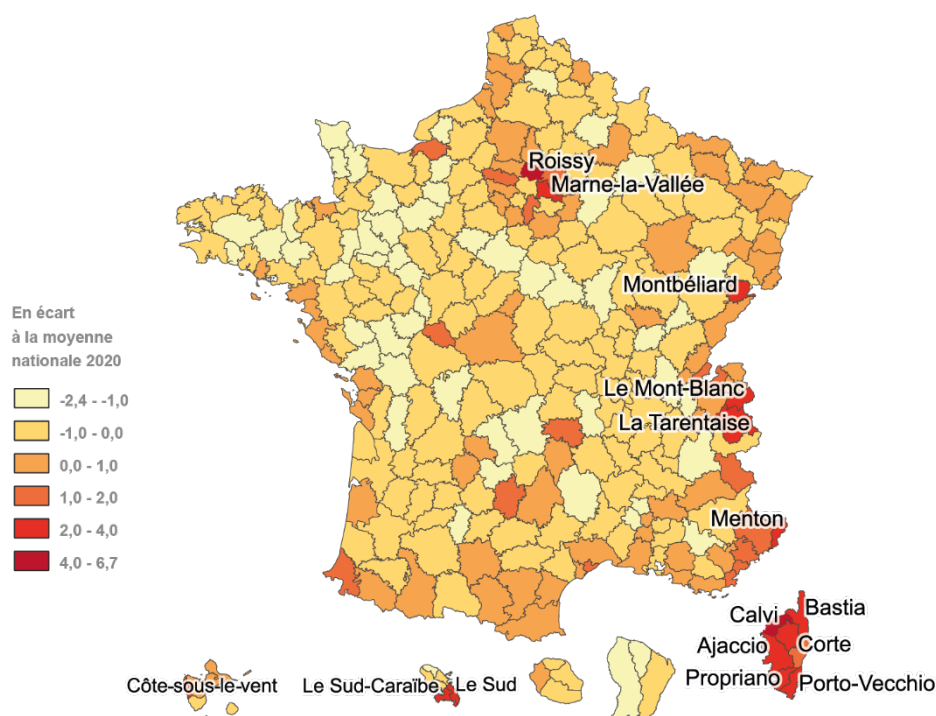 Roissy
Marne-la-Vallée
Montbéliard
En écart
à la moyenne
nationale 2020
-2,4 - -1,0
-1,0 - 0,0
0,0 - 1,0
1,0 - 2,0
2,0 - 4,0
4,0 - 6,7
Le Mont-Blanc
La Tarentaise
Menton
Calvi
Bastia
Ajaccio
Corte
Propriano
Porto-Vecchio
Côte-sous-le-vent
Le Sud-Caraïbe
Le Sud